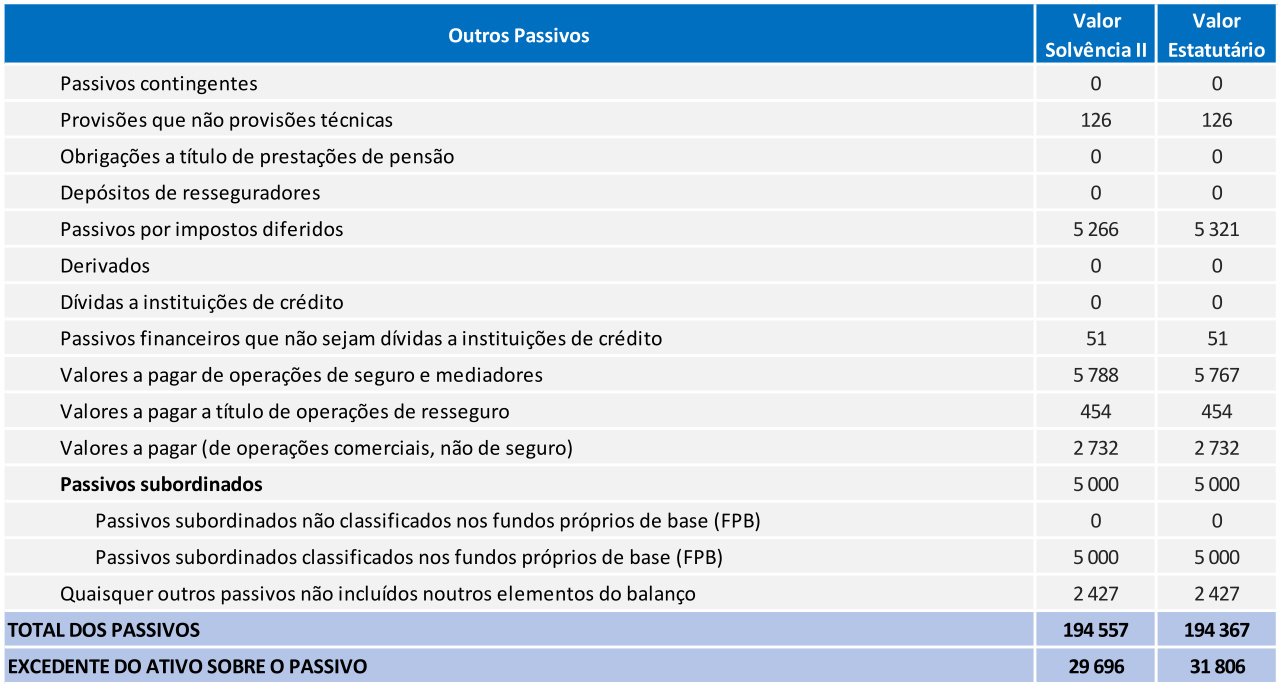 Outros Passivos Valor Solvência II Valor Estatutário
Passivos contingentes 0 0
Provisões que não provisões técnicas 126 126
Obrigações a título de prestações de pensão 0 0
Depósitos de resseguradores 0 0
Passivos por impostos diferidos 5 266 5 321
Derivados 0 0
Dívidas a instituições de crédito 0 0
Passivos financeiros que não sejam dívidas a instituições de crédito 51 51
Valores a pagar de operações de seguro e mediadores 5 788 5 767
Valores a pagar a título de operações de resseguro 454 454
Valores a pagar (de operações comerciais, não de seguro) 2 732 2 732
Passivos subordinados 5 000 5 000
Passivos subordinados não classificados nos fundos próprios de base (FPB) 0 0
Passivos subordinados classificados nos fundos próprios de base (FPB) 5 000 5 000
Quaisquer outros passivos não incluídos noutros elementos do balanço 2 427 2 427
TOTAL DOS PASSIVOS 194 557 194 367
EXCEDENTE DO ATIVO SOBRE O PASSIVO 29 696 31 806